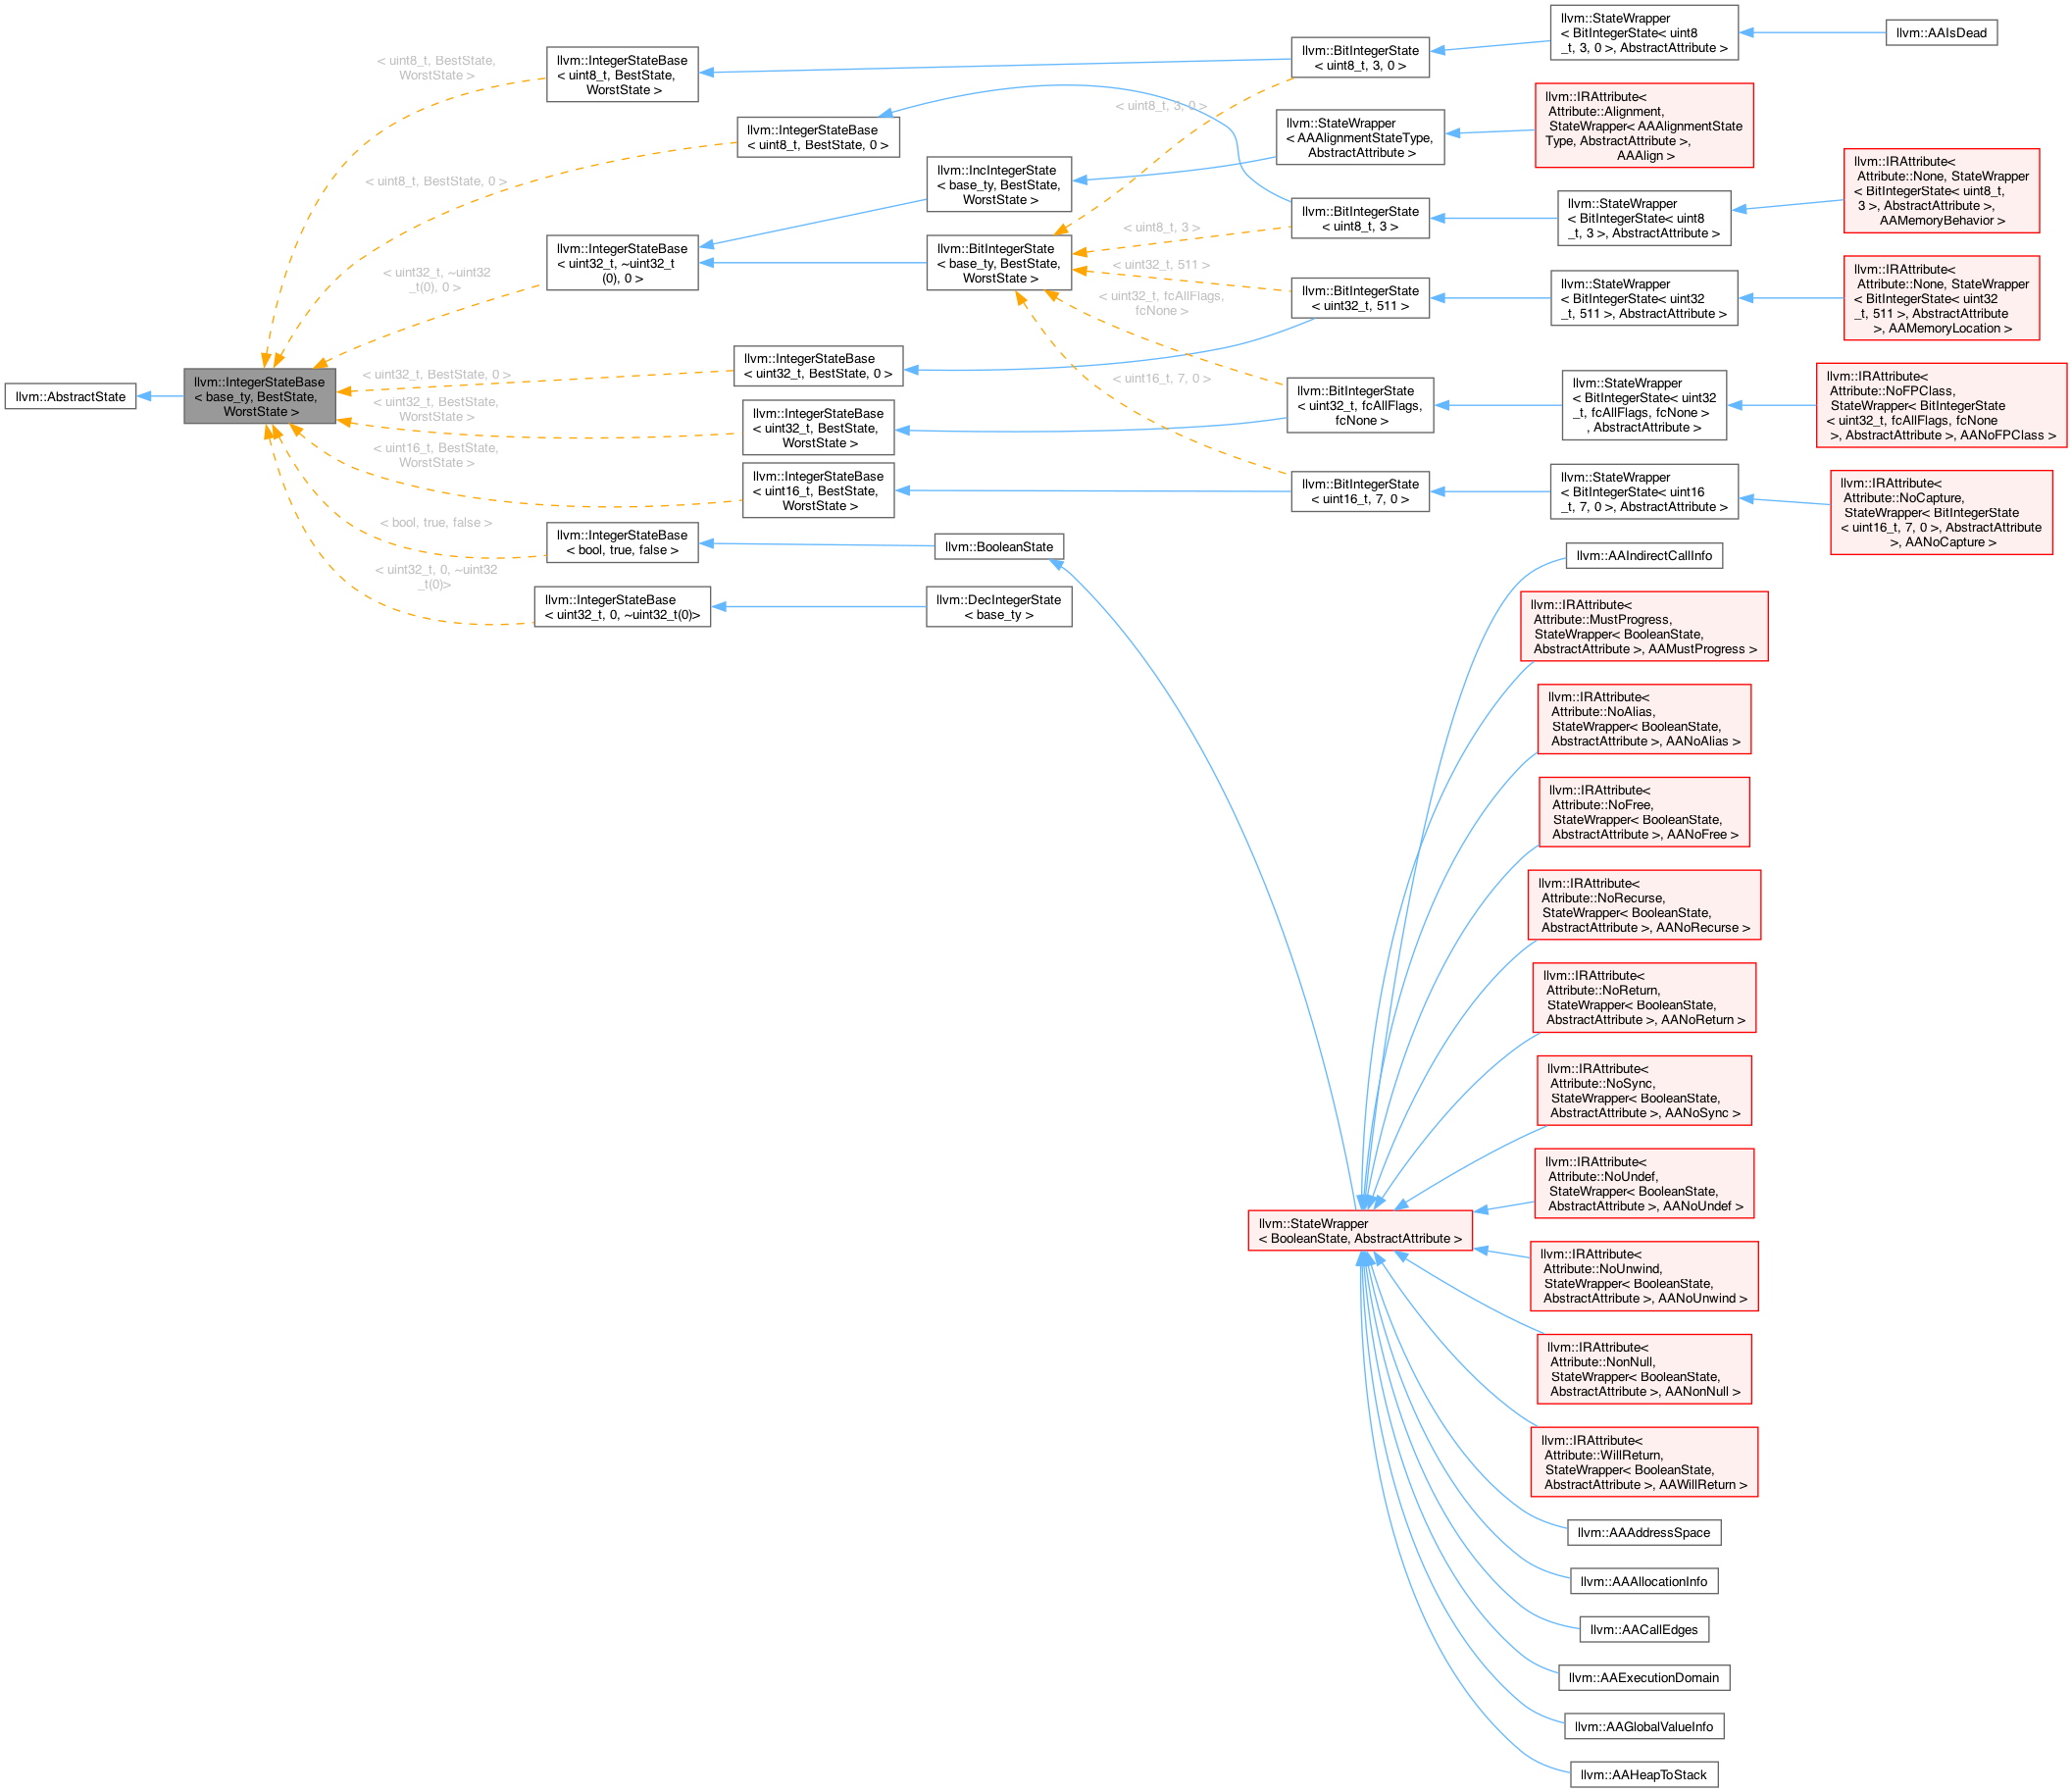 llvm::AbstractState
llvm::IntegerStateBase
< base_ty, BestState,
WorstState >
< uint8_t, BestState,
WorstState >
< uint8_t, BestState, 0 >
< uint32_t, ~uint32
_t(0), 0 >
< uint32_t, BestState, 0 >
< uint32_t, BestState,
WorstState >
< uint16_t, BestState,
WorstState >
< bool, true, false >
< uint32_t, 0, ~uint32
_t(0)>
llvm::IntegerStateBase
< uint8_t, BestState,
WorstState >
llvm::IntegerStateBase
< uint8_t, BestState, 0 >
llvm::IntegerStateBase
< uint32_t, ~uint32_t
(0), 0 >
llvm::IntegerStateBase
< uint32_t, BestState, 0 >
llvm::IntegerStateBase
< uint32_t, BestState,
WorstState >
llvm::IntegerStateBase
< uint16_t, BestState,
WorstState >
llvm::IntegerStateBase
< bool, true, false >
llvm::IntegerStateBase
< uint32_t, 0, ~uint32_t(0)>
llvm::IncIntegerState
< base_ty, BestState,
WorstState >
llvm::BitIntegerState
< base_ty, BestState,
WorstState >
llvm::BooleanState
llvm::DecIntegerState
< base_ty >
< uint8_t, 3, 0 >
< uint8_t, 3 >
< uint32_t, 511 >
< uint32_t, fcAllFlags,
fcNone >
< uint16_t, 7, 0 >
llvm::BitIntegerState
< uint8_t, 3, 0 >
llvm::StateWrapper
< AAAlignmentStateType,
AbstractAttribute >
llvm::BitIntegerState
< uint8_t, 3 >
llvm::BitIntegerState
< uint32_t, 511 >
llvm::BitIntegerState
< uint32_t, fcAllFlags,
fcNone >
llvm::BitIntegerState
< uint16_t, 7, 0 >
llvm::StateWrapper
< BooleanState, AbstractAttribute >
llvm::StateWrapper
< BitIntegerState< uint8
_t, 3, 0 >, AbstractAttribute >
llvm::IRAttribute<
Attribute::Alignment,
StateWrapper< AAAlignmentState
Type, AbstractAttribute >,
AAAlign >
llvm::StateWrapper
< BitIntegerState< uint8
_t, 3 >, AbstractAttribute >
llvm::StateWrapper
< BitIntegerState< uint32
_t, 511 >, AbstractAttribute >
llvm::StateWrapper
< BitIntegerState< uint32
_t, fcAllFlags, fcNone >
, AbstractAttribute >
llvm::StateWrapper
< BitIntegerState< uint16
_t, 7, 0 >, AbstractAttribute >
llvm::AAIndirectCallInfo
llvm::IRAttribute<
Attribute::MustProgress,
StateWrapper< BooleanState,
AbstractAttribute >, AAMustProgress >
llvm::IRAttribute<
Attribute::NoAlias,
StateWrapper< BooleanState,
AbstractAttribute >, AANoAlias >
llvm::IRAttribute<
Attribute::NoFree,
StateWrapper< BooleanState,
AbstractAttribute >, AANoFree >
llvm::IRAttribute<
Attribute::NoRecurse,
StateWrapper< BooleanState,
AbstractAttribute >, AANoRecurse >
llvm::IRAttribute<
Attribute::NoReturn,
StateWrapper< BooleanState,
AbstractAttribute >, AANoReturn >
llvm::IRAttribute<
Attribute::NoSync,
StateWrapper< BooleanState,
AbstractAttribute >, AANoSync >
llvm::IRAttribute<
Attribute::NoUndef,
StateWrapper< BooleanState,
AbstractAttribute >, AANoUndef >
llvm::IRAttribute<
Attribute::NoUnwind,
StateWrapper< BooleanState,
AbstractAttribute >, AANoUnwind >
llvm::IRAttribute<
Attribute::NonNull,
StateWrapper< BooleanState,
AbstractAttribute >, AANonNull >
llvm::IRAttribute<
Attribute::WillReturn,
StateWrapper< BooleanState,
AbstractAttribute >, AAWillReturn >
llvm::AAAddressSpace
llvm::AAAllocationInfo
llvm::AACallEdges
llvm::AAExecutionDomain
llvm::AAGlobalValueInfo
llvm::AAHeapToStack
llvm::AAIsDead
llvm::IRAttribute<
Attribute::None, StateWrapper
< BitIntegerState< uint8_t,
3 >, AbstractAttribute >,
AAMemoryBehavior >
llvm::IRAttribute<
Attribute::None, StateWrapper
< BitIntegerState< uint32
_t, 511 >, AbstractAttribute
>, AAMemoryLocation >
llvm::IRAttribute<
Attribute::NoFPClass,
StateWrapper< BitIntegerState
< uint32_t, fcAllFlags, fcNone
>, AbstractAttribute >, AANoFPClass >
llvm::IRAttribute<
Attribute::NoCapture,
StateWrapper< BitIntegerState
< uint16_t, 7, 0 >, AbstractAttribute
>, AANoCapture >